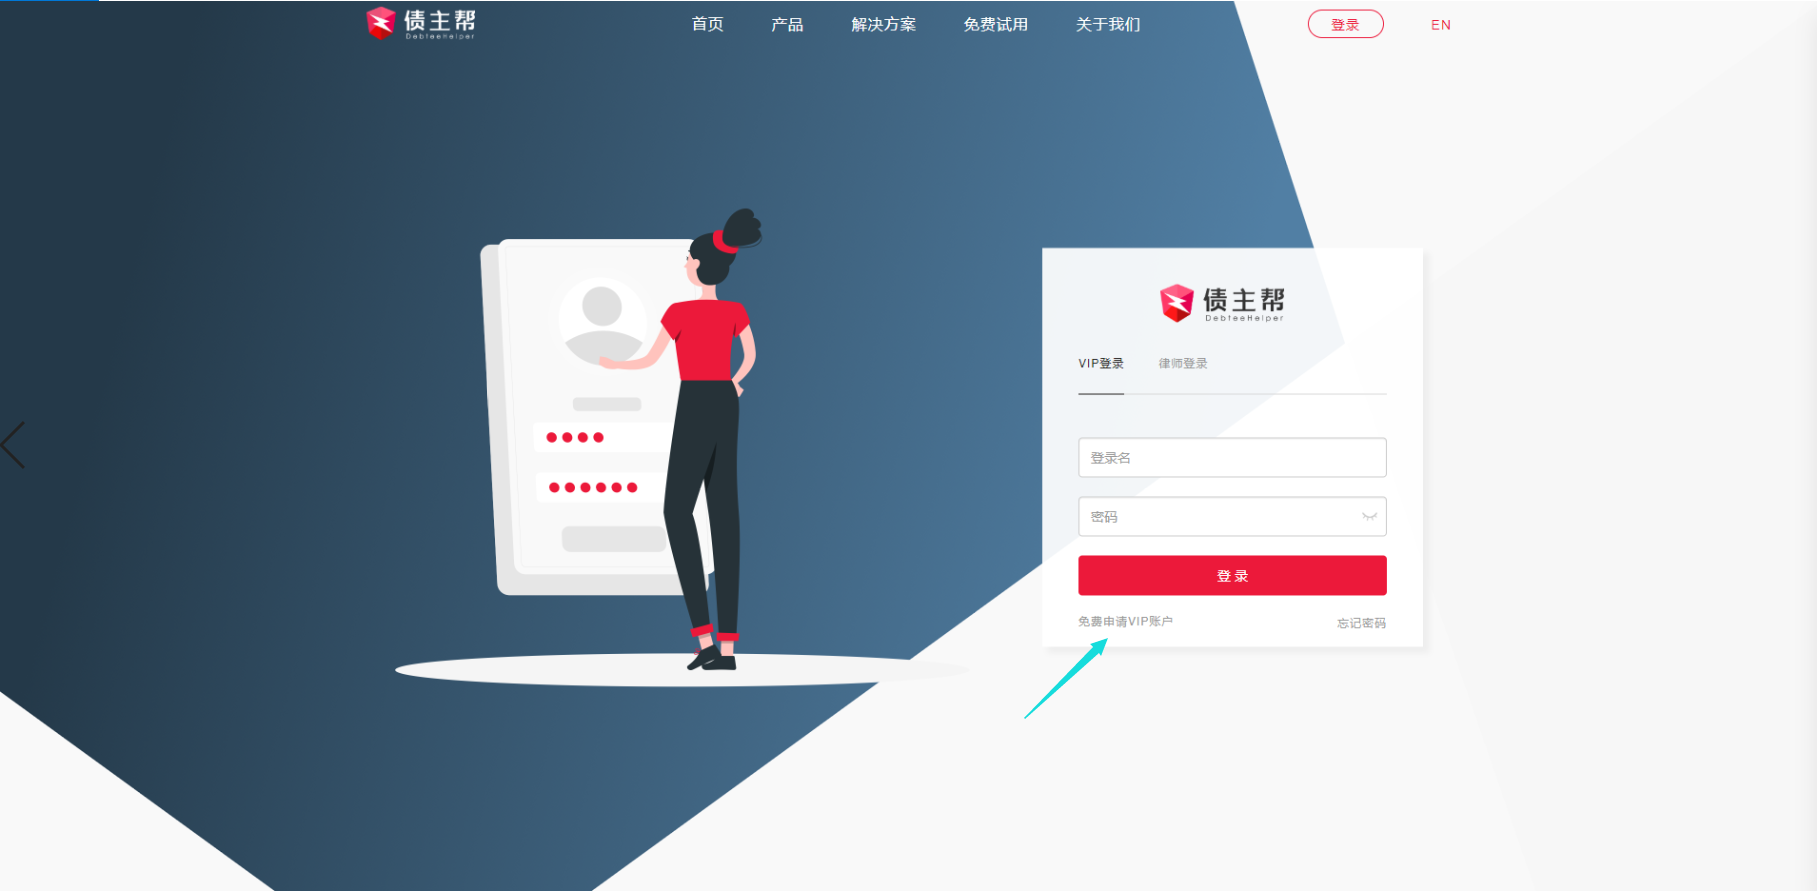 债主帮
DebteeHelper
首页 产品 解决方案 免费试用 关于我们 登录 EN
债主帮
DebteeHelper
VIP登录 律师登录
登录名
密码
登录
免费申请VIP账户 忘记密码